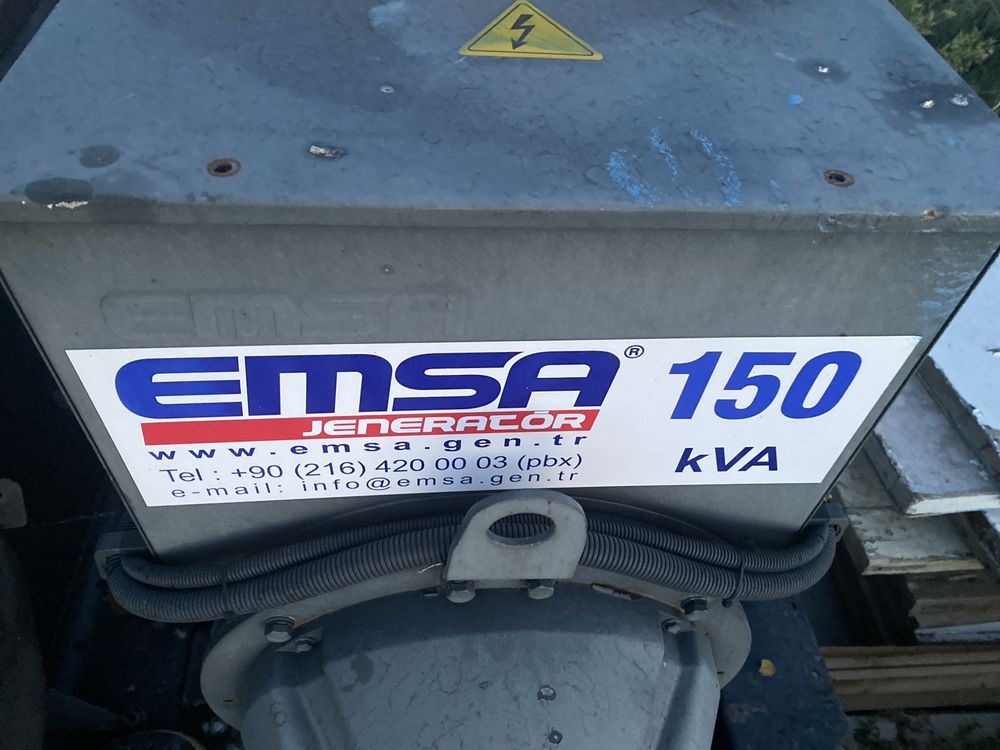 EMSA
EMSA® 150
JENERATÖR
www.emsa.gen.tr
Tel : +90 (216) 420 00 03 (pbx)
e-mail: info@emsa.gen.tr
kVA